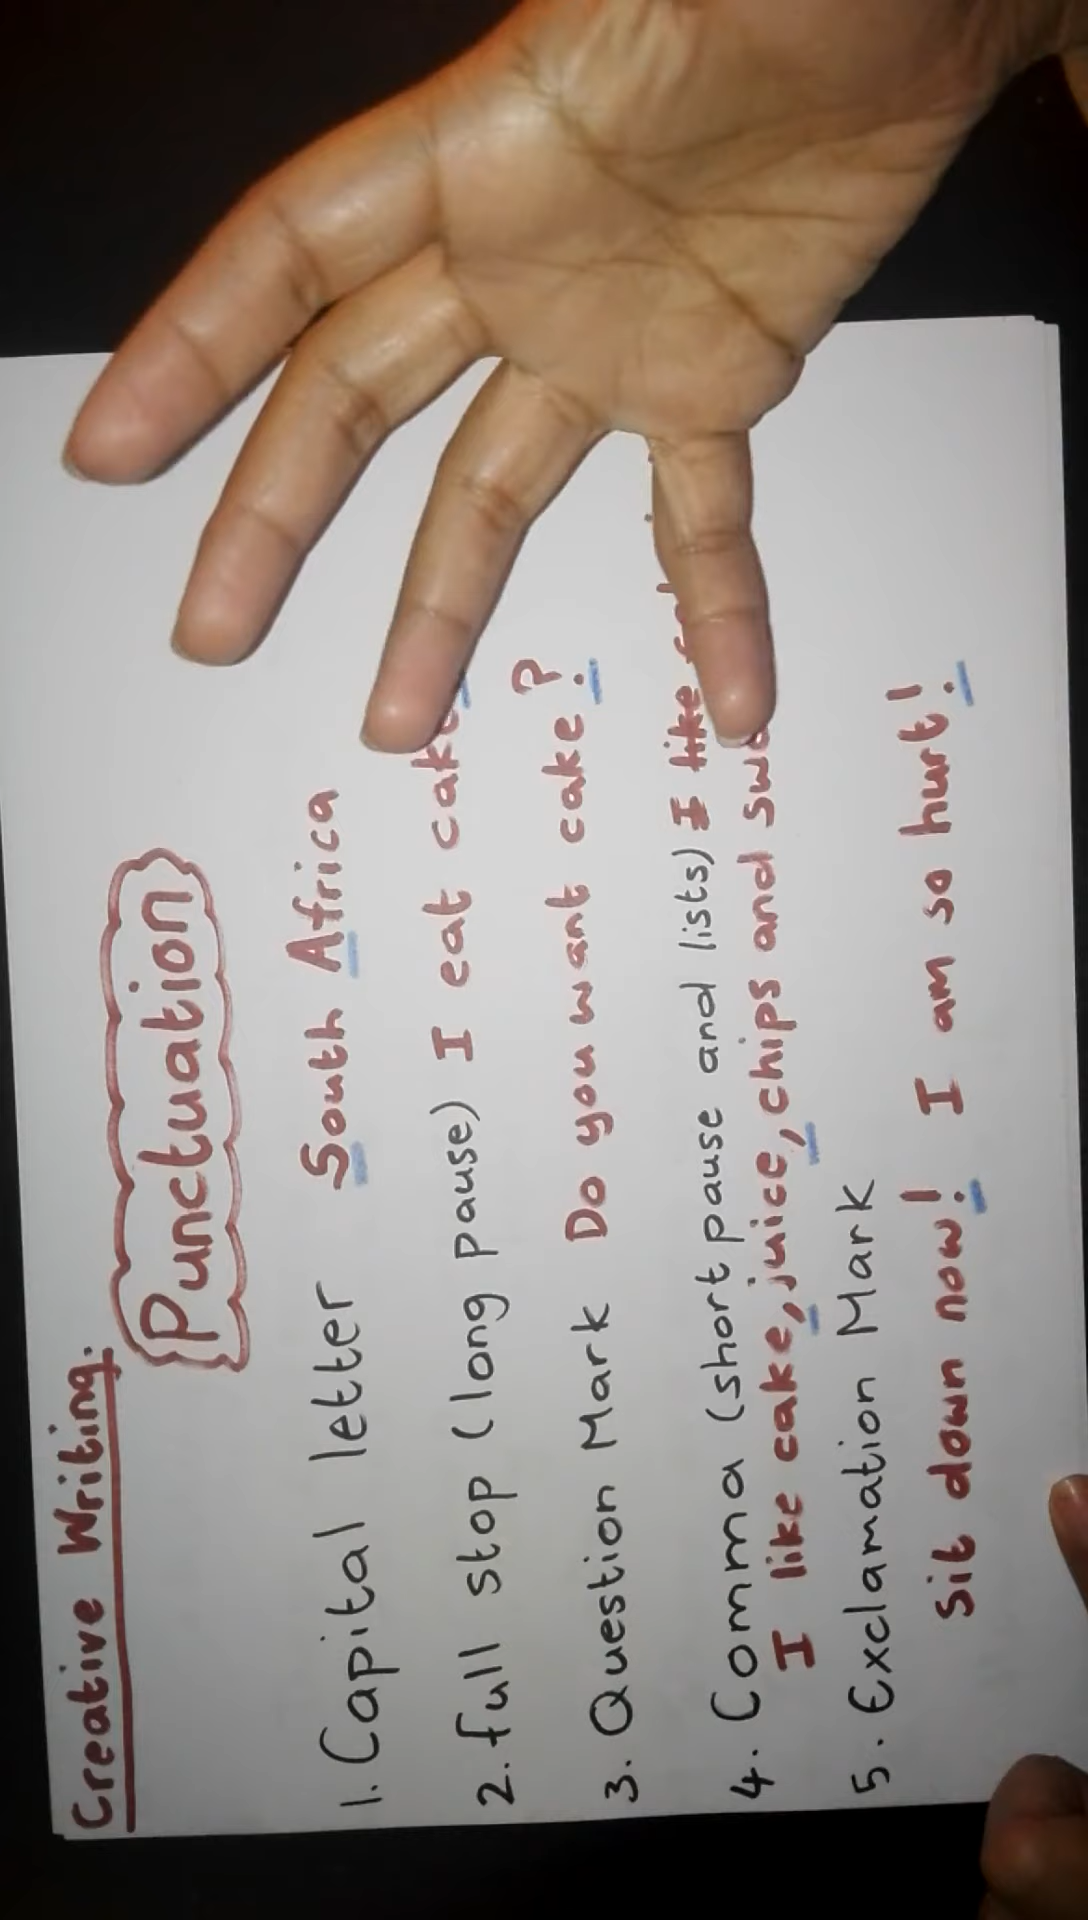 Creative Writing.
Punctuation
1. Capital letter South Africa
2. full stop (long pause) I eat cake
3. Question Mark Do you want cake?
?
4. Comma (short pause and lists) I like
I like cake, juice, chips and
5. Exclamation Mark
Sit down now! I am so hurt!